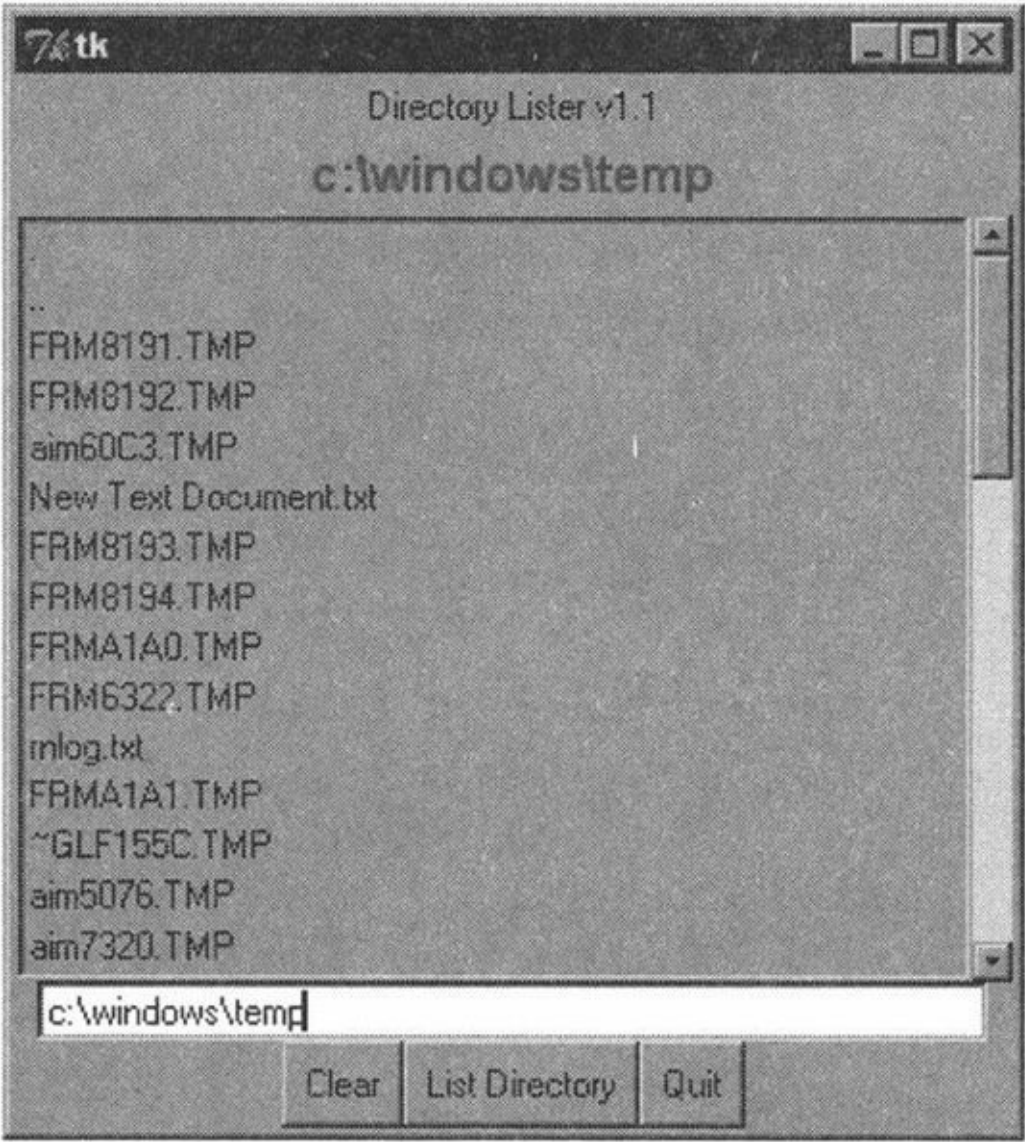 Tk tk
Directory Lister v1.1
c:\windows\temp
.
..
FRM8191.TMP
FRM8192.TMP
aim60C3.TMP
New Text Document.txt
FRM8193.TMP
FRM8194.TMP
FRMA1A0.TMP
FRM6322.TMP
mlog.txt
FRMA1A1.TMP
~GLF155C.TMP
aim5076.TMP
aim7320.TMP
c:\windows\temp
Clear List Directory Quit